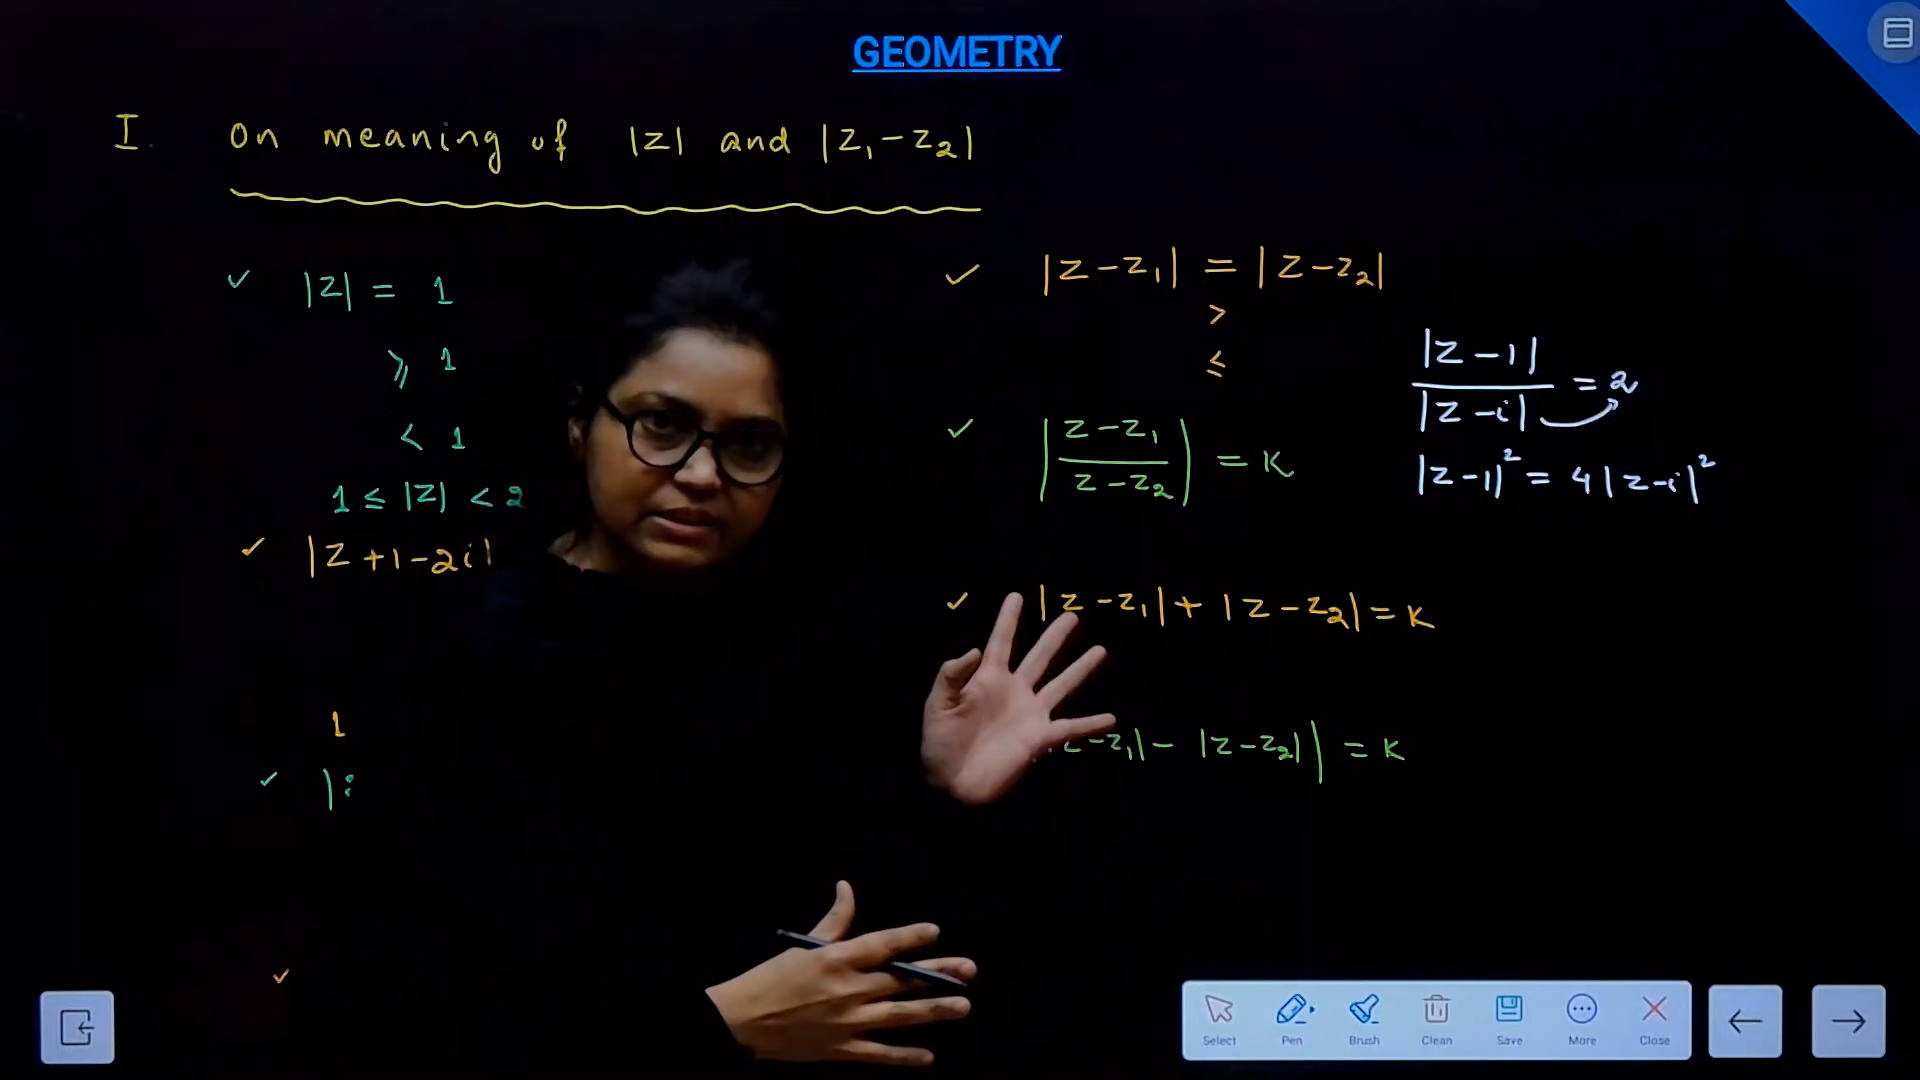 GEOMETRY
I. On meaning of |z| and |z₁-z₂|
|z| = 1
⩾ 1
< 1
1 ≤ |z| < 2
|z+1-2i|
1
|i
|z-z₁| = |z-z₂|
>
≤
|z-z₁ / z-z₂| = K
|z-z₁| + |z-z₂| = K
z-z₁| - |z-z₂|| = K
|z-1| / |z-i| = 2
|z-1|² = 4|z-i|²
Select Pen Brush Clean Save More Close